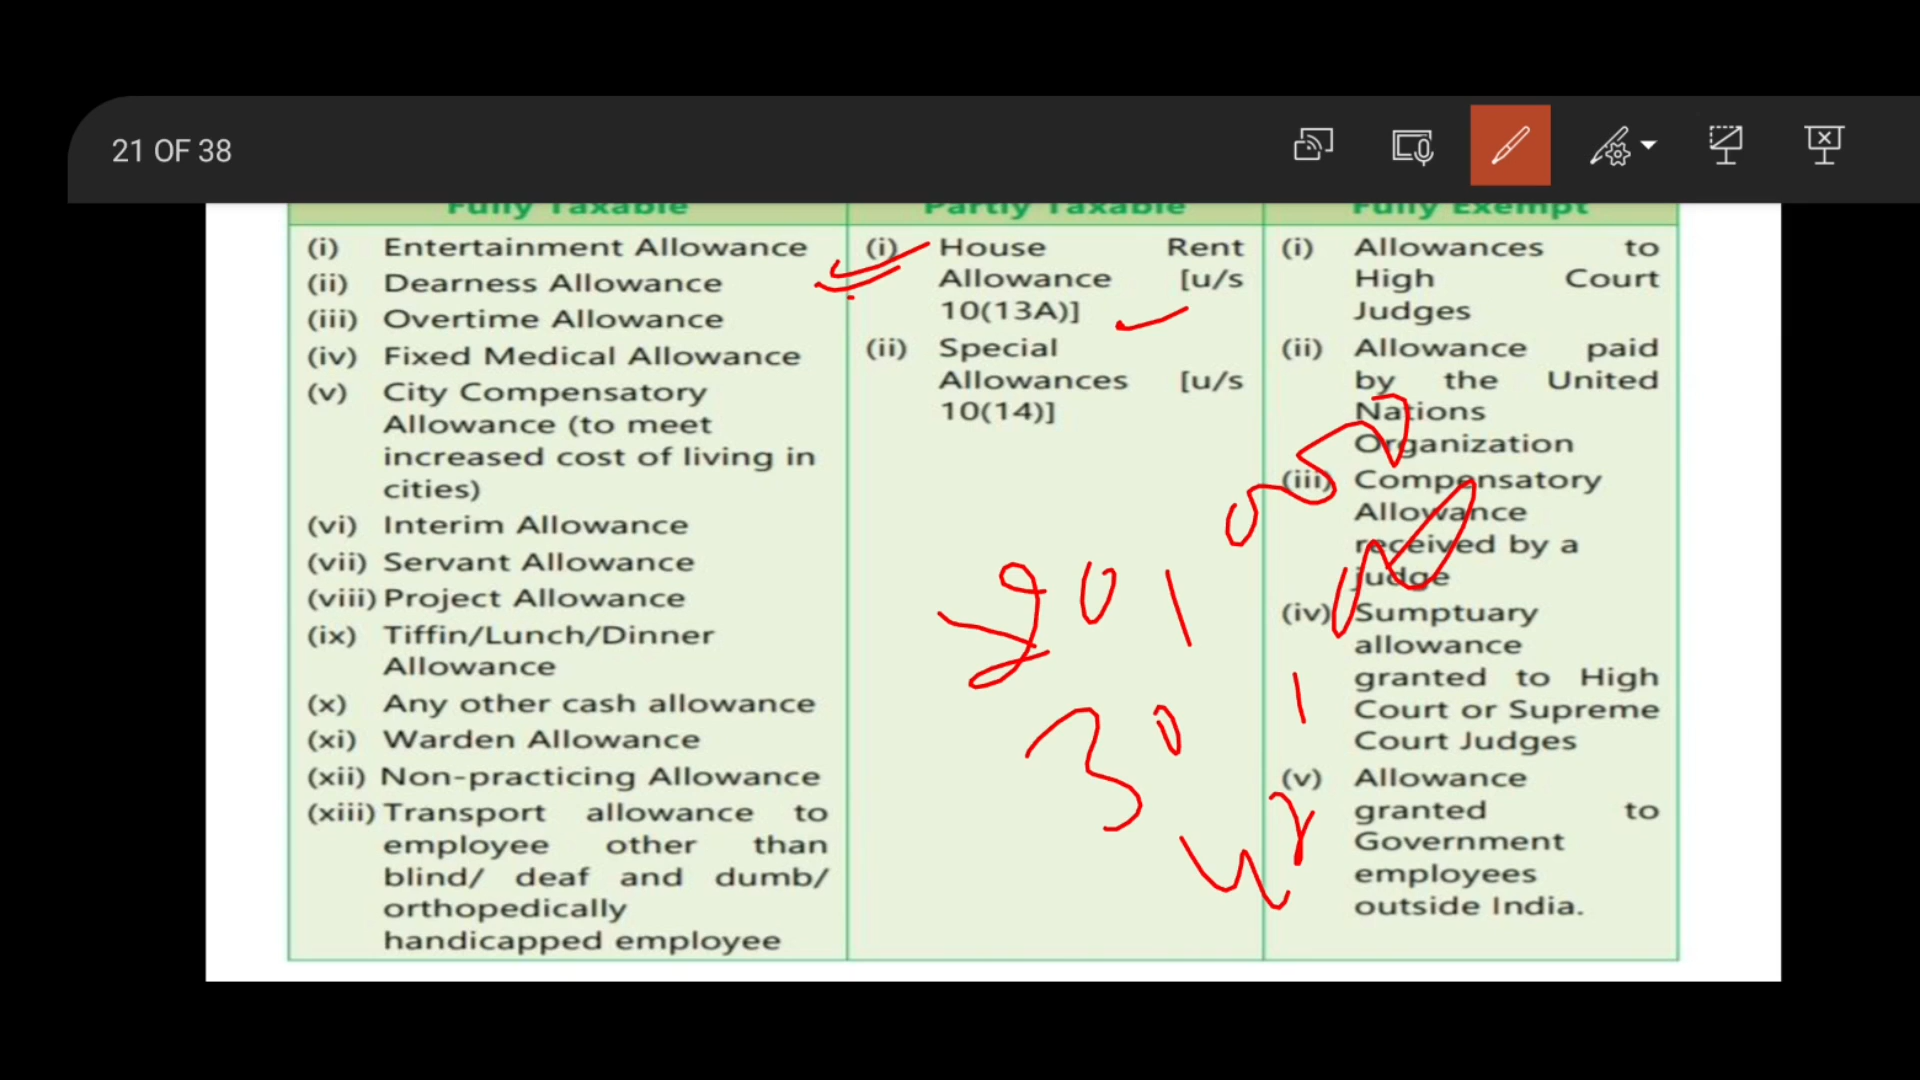 21 OF 38
Fully Taxable
(i) Entertainment Allowance
(ii) Dearness Allowance
(iii) Overtime Allowance
(iv) Fixed Medical Allowance
(v) City Compensatory
Allowance (to meet
increased cost of living in
cities)
(vi) Interim Allowance
(vii) Servant Allowance
(viii) Project Allowance
(ix) Tiffin/Lunch/Dinner
Allowance
(x) Any other cash allowance
(xi) Warden Allowance
(xii) Non-practicing Allowance
(xiii) Transport allowance to
employee other than
blind/ deaf and dumb/
orthopedically
handicapped employee
Partly Taxable
(i) House Rent
Allowance [u/s
10(13A)]
(ii) Special
Allowances [u/s
10(14)]
Fully Exempt
(i) Allowances to
High Court
Judges
(ii) Allowance paid
by the United
Nations
Organization
(iii) Compensatory
Allowance
received by a
judge
(iv) Sumptuary
allowance
granted to High
Court or Supreme
Court Judges
(v) Allowance
granted to
Government
employees
outside India.